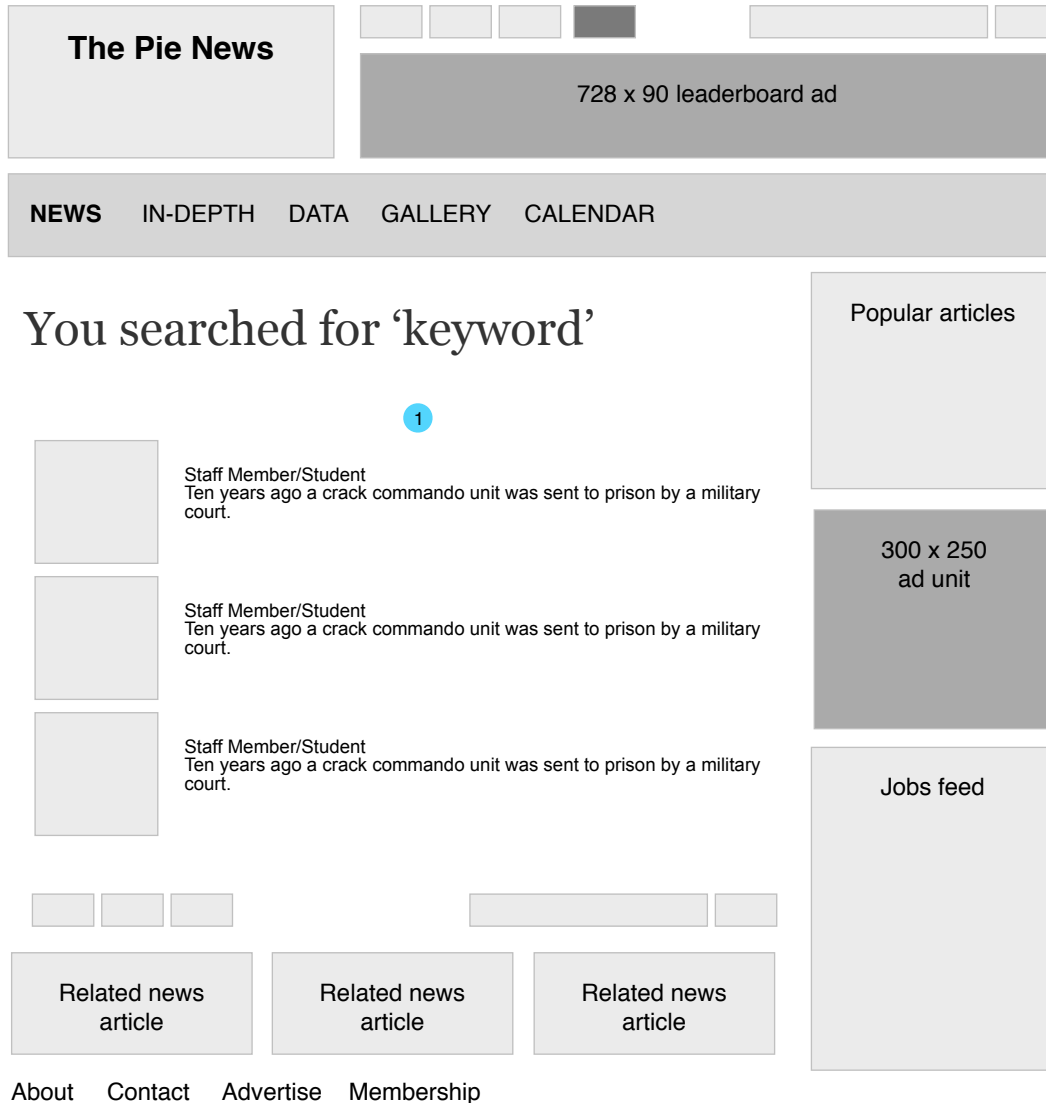 The Pie News
728 x 90 leaderboard ad
NEWS IN-DEPTH DATA GALLERY CALENDAR
You searched for ‘keyword’
1
Staff Member/Student
Ten years ago a crack commando unit was sent to prison by a military
court.
Staff Member/Student
Ten years ago a crack commando unit was sent to prison by a military
court.
Staff Member/Student
Ten years ago a crack commando unit was sent to prison by a military
court.
Popular articles
300 x 250
ad unit
Jobs feed
Related news
article
Related news
article
Related news
article
About Contact Advertise Membership